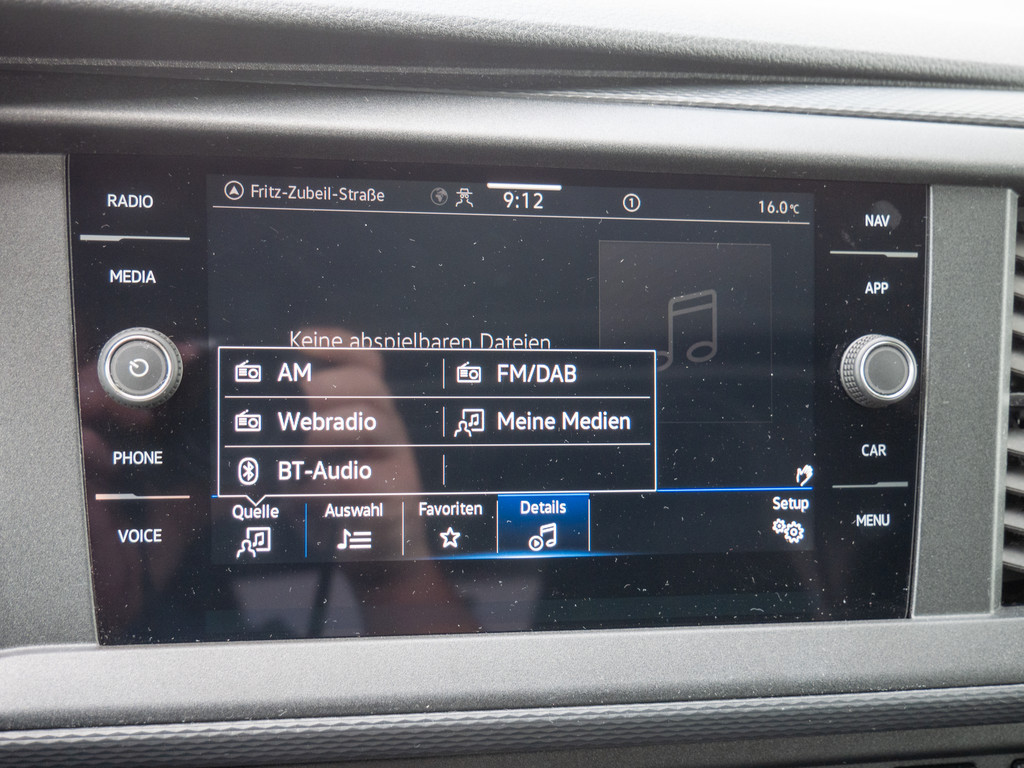 RADIO
MEDIA
PHONE
VOICE
Fritz-Zubeil-Straße
9:12
1
16.0°C
Keine abspielbaren Dateien
AM
FM/DAB
Webradio
Meine Medien
BT-Audio
Quelle
Auswahl
Favoriten
Details
Setup
NAV
APP
CAR
MENU